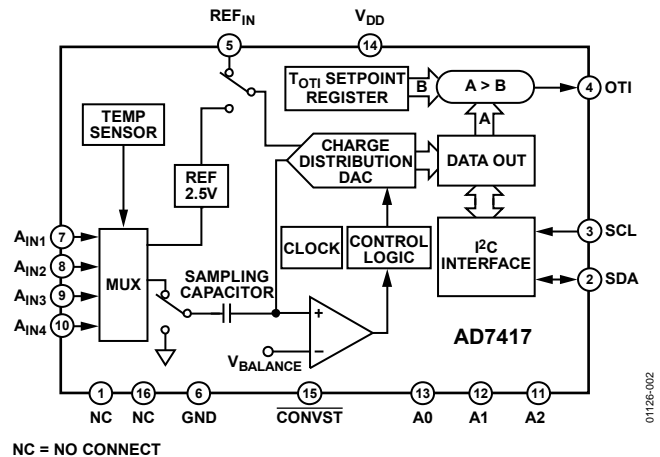 REFIN
VDD
5
14
TOTI SETPOINT
REGISTER
B
A > B
4
OTI
A
TEMP
SENSOR
CHARGE
DISTRIBUTION
DAC
DATA OUT
REF
2.5V
AIN1
7
AIN2
8
AIN3
9
AIN4
10
MUX
SAMPLING
CAPACITOR
CLOCK
CONTROL
LOGIC
I2C
INTERFACE
3
SCL
2
SDA
+
−
VBALANCE
AD7417
1
16
6
15
13
12
11
NC
NC
GND
CONVST
A0
A1
A2
NC = NO CONNECT
01126-002